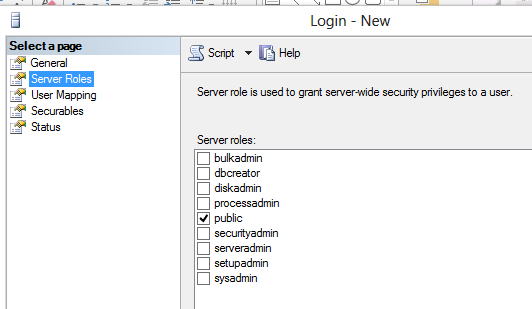 Login - New
Select a page
General
Server Roles
User Mapping
Securables
Status
Script Help
Server role is used to grant server-wide security privileges to a user.
Server roles:
bulkadmin
dbcreator
diskadmin
processadmin
public
securityadmin
serveradmin
setupadmin
sysadmin